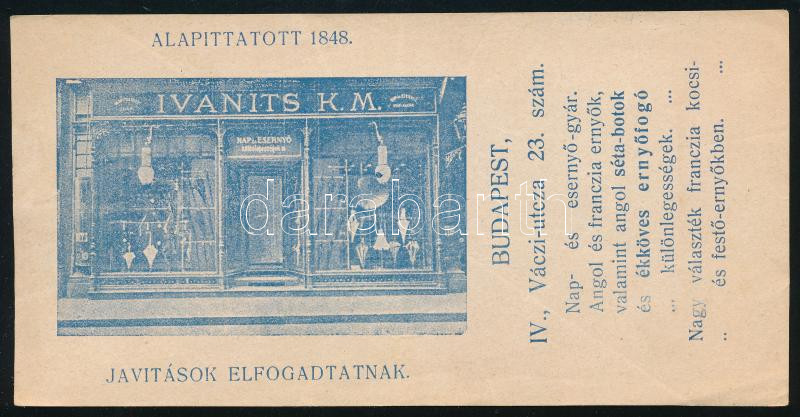 ALAPITTATOTT 1848.
IVANITS K. M.
NAP és ESERNYŐ
JAVITÁSOK ELFOGADTATNAK.
BUDAPEST,
IV., Váczi-utcza 23. szám.
Nap- és esernyő-gyár.
Angol és franczia ernyők,
valamint angol séta-botok
és ékköves ernyőfogó
... különlegességek. ...
Nagy választék franczia kocsi-
.. és festő-ernyőkben. ...
darabanth